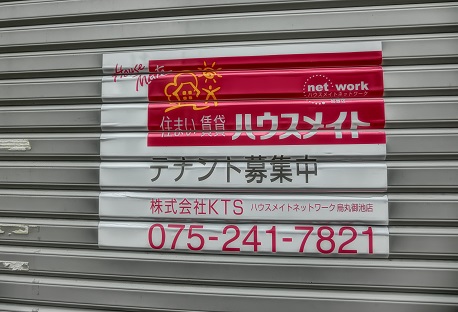 House Mate
net work
ハウスメイトネットワーク
住まい賃貸 ハウスメイト
テナント募集中
株式会社KTS ハウスメイトネットワーク烏丸御池店
075-241-7821